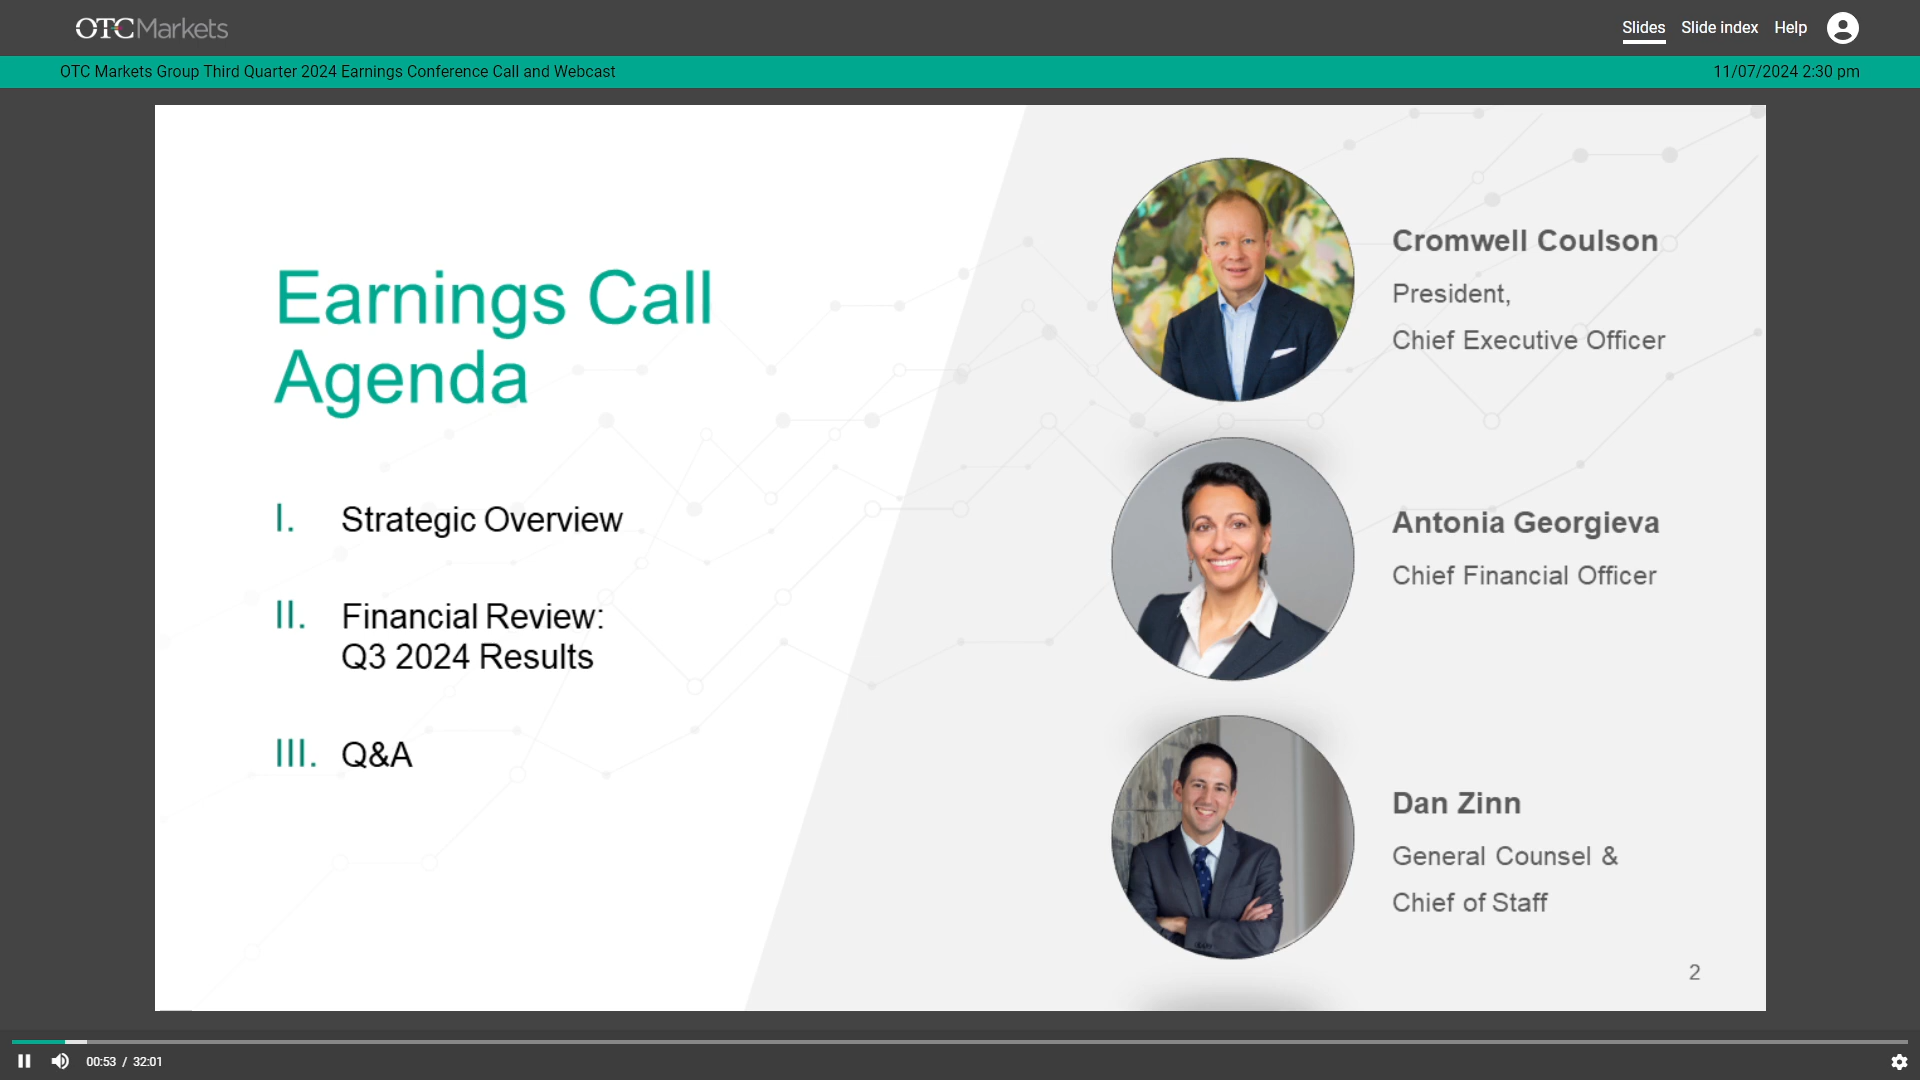 OTC Markets
Slides
Slide index
Help
OTC Markets Group Third Quarter 2024 Earnings Conference Call and Webcast
11/07/2024 2:30 pm
Earnings Call
Agenda
I. Strategic Overview
II. Financial Review:
Q3 2024 Results
III. Q&A
Cromwell Coulson
President,
Chief Executive Officer
Antonia Georgieva
Chief Financial Officer
Dan Zinn
General Counsel &
Chief of Staff
2
00:53 / 32:01